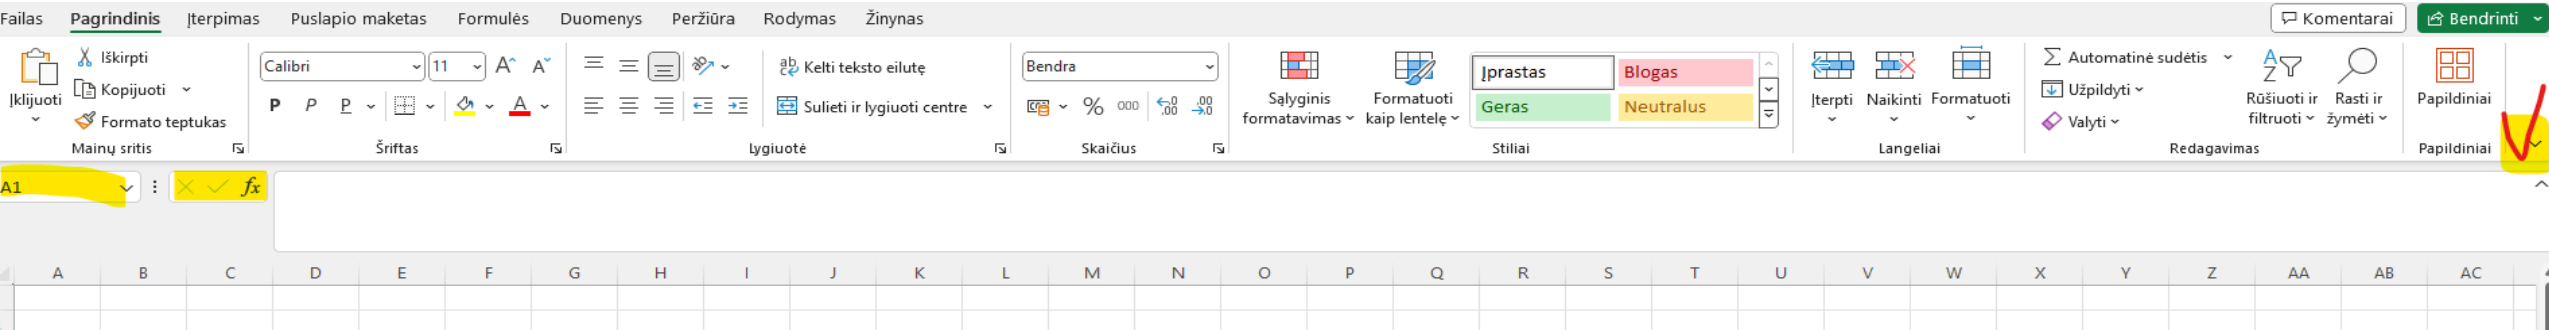 Failas Pagrindinis Įterpimas Puslapio maketas Formulės Duomenys Peržiūra Rodymas Žinynas Komentarai Bendrinti
Iškirpti
Kopijuoti
Formato teptukas
Įklijuoti
Mainų sritis
Calibri 11 A A
P P P A
Šriftas
Kelti teksto eilutę
Sulieti ir lygiuoti centre
Lygiuotė
Bendra
% 000
Skaičius
Sąlyginis
formatavimas
Formatuoti
kaip lentelę
Įprastas Blogas
Geras Neutralus
Stiliai
Įterpti Naikinti Formatuoti
Langeliai
Automatinė sudėtis
Užpildyti
Valyti
Rūšiuoti ir
filtruoti
Rasti ir
žymėti
Redagavimas
Papildiniai
Papildiniai
A1 fx
A B C D E F G H I J K L M N O P Q R S T U V W X Y Z AA AB AC